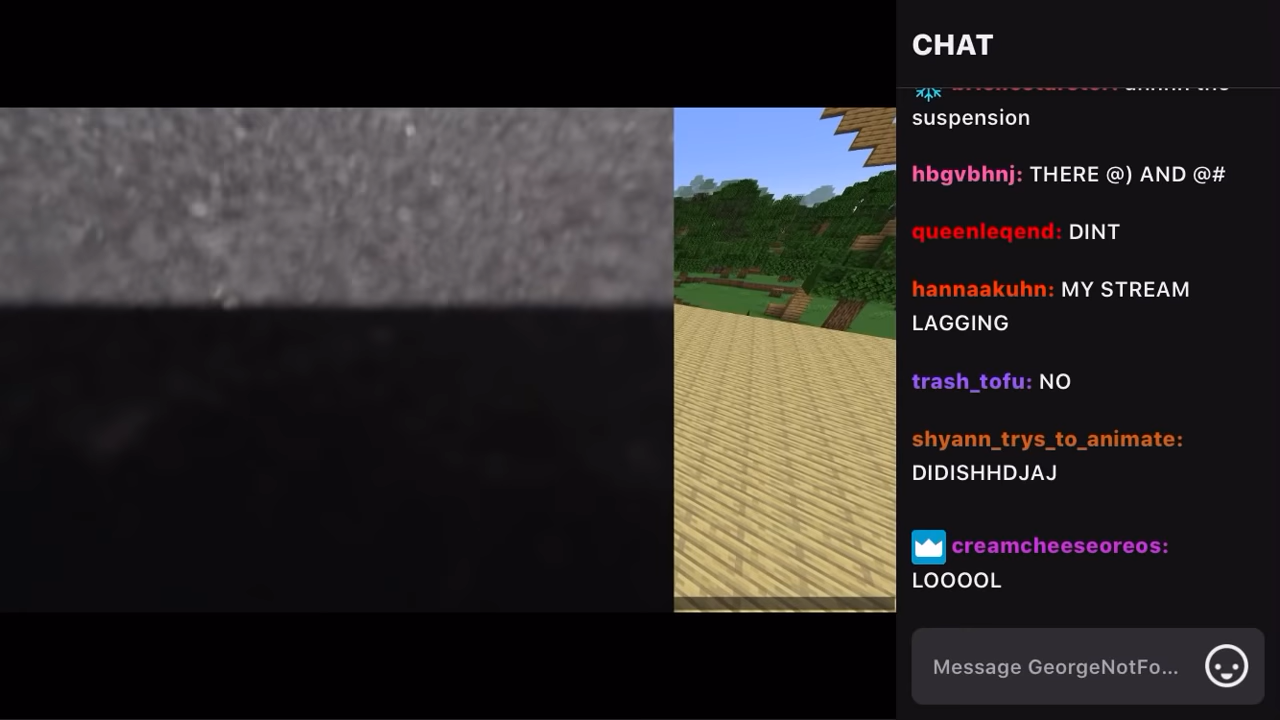 CHAT
suspension
hbgvbhnj: THERE @) AND @#
queenleqend: DINT
hannaakuhn: MY STREAM
LAGGING
trash_tofu: NO
shyann_trys_to_animate:
DIDISHHDJAJ
creamcheeseoreos:
LOOOOL
Message GeorgeNotFo...